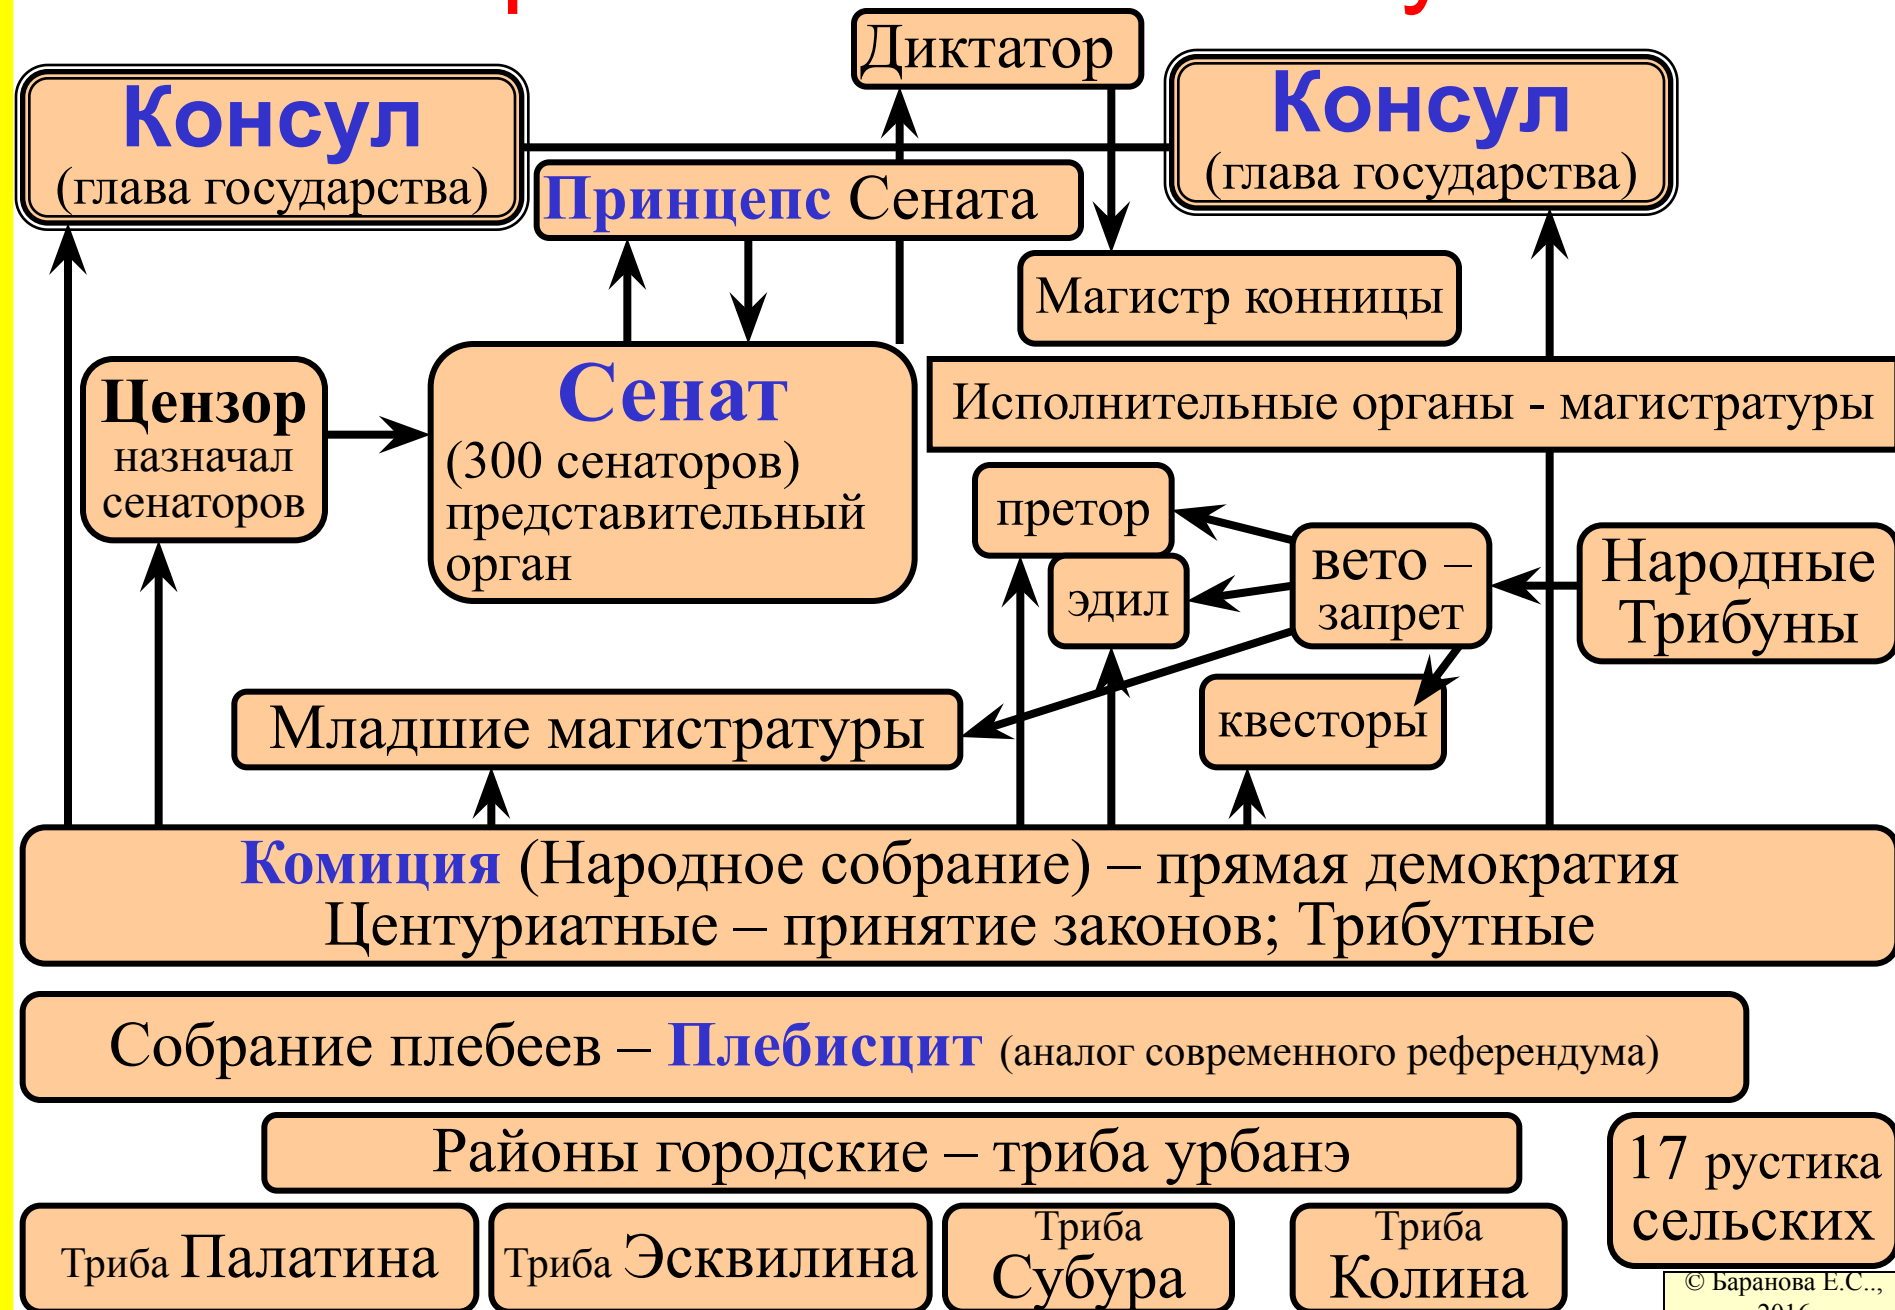 Диктатор
Консул
(глава государства)
Консул
(глава государства)
Принцепс Сената
Магистр конницы
Цензор
назначал
сенаторов
Сенат
(300 сенаторов)
представительный
орган
Исполнительные органы - магистратуры
претор
эдил
вето –
запрет
Народные
Трибуны
Младшие магистратуры
квесторы
Комиция (Народное собрание) – прямая демократия
Центуриатные – принятие законов; Трибутные
Собрание плебеев – Плебисцит (аналог современного референдума)
Районы городские – триба урбанэ
17 рустика
сельских
Триба Палатина
Триба Эсквилина
Триба
Субура
Триба
Колина
© Баранова Е.С..,
2016